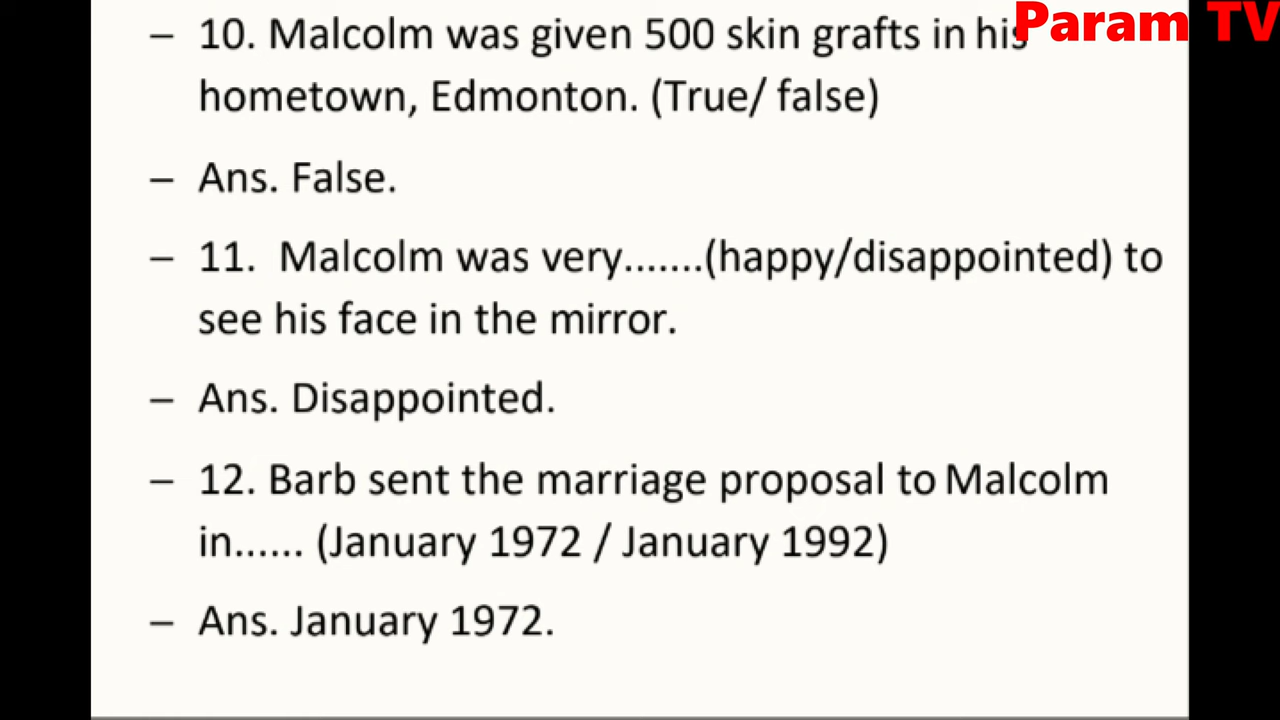 Param TV
– 10. Malcolm was given 500 skin grafts in his
hometown, Edmonton. (True/ false)
– Ans. False.
– 11. Malcolm was very.......(happy/disappointed) to
see his face in the mirror.
– Ans. Disappointed.
– 12. Barb sent the marriage proposal to Malcolm
in...... (January 1972 / January 1992)
– Ans. January 1972.